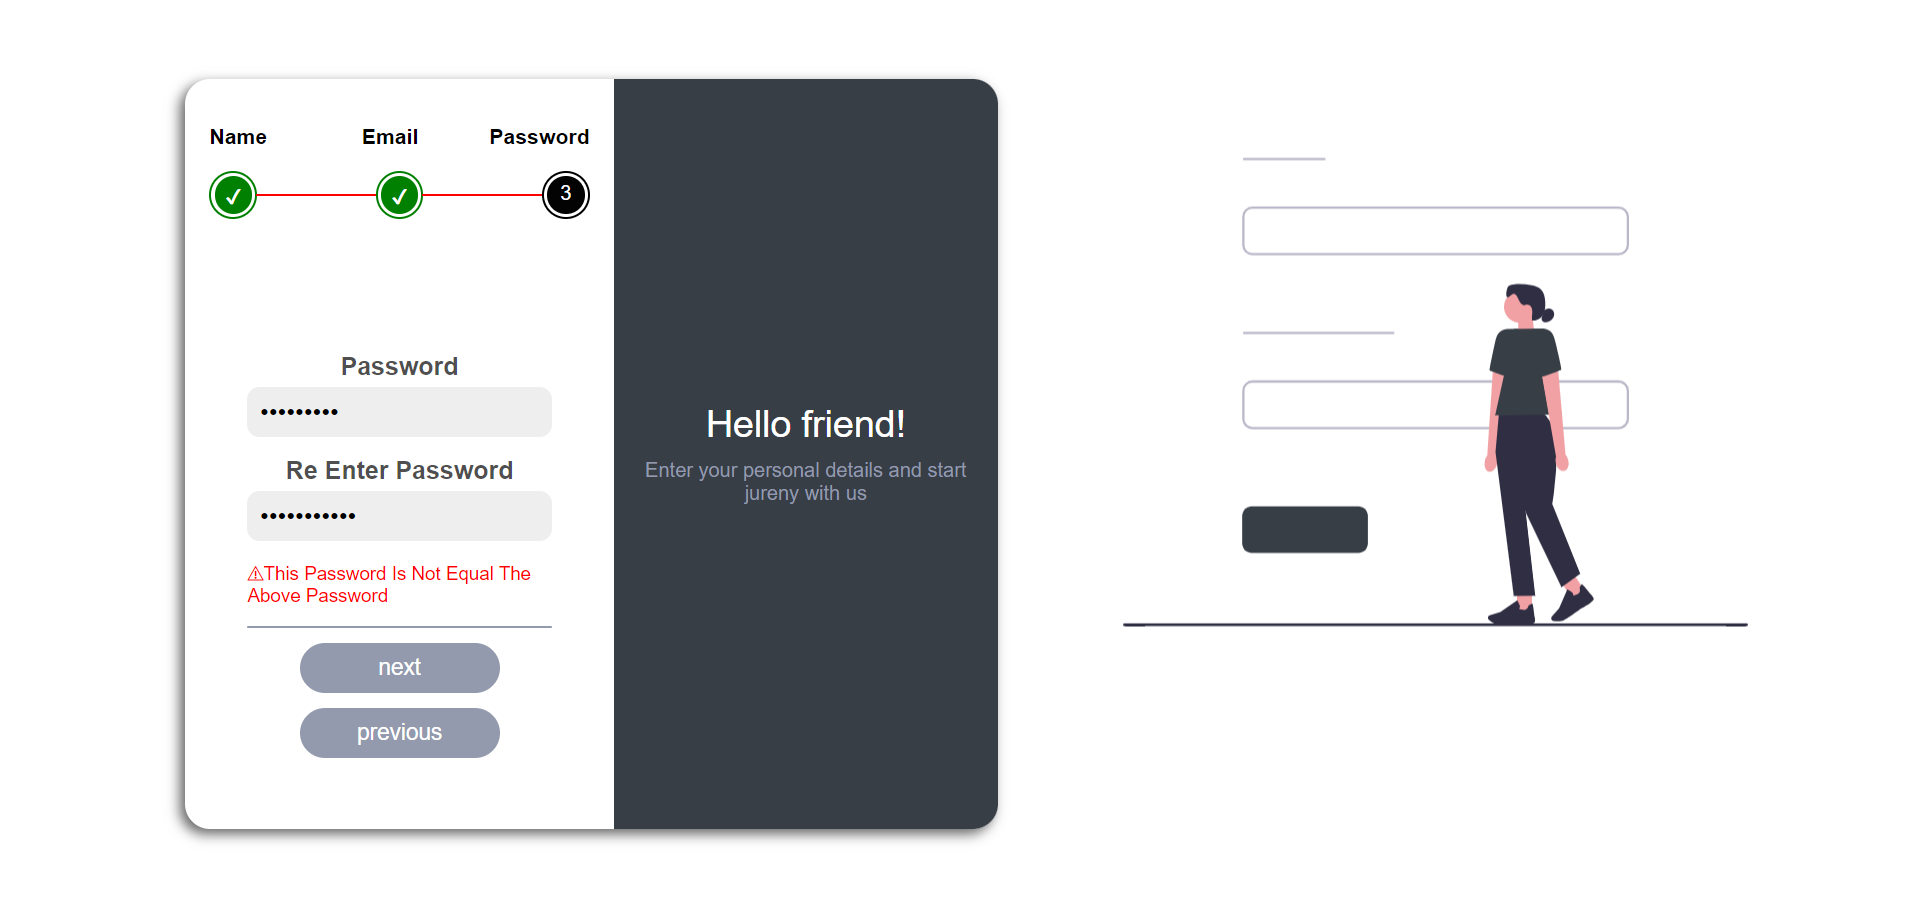 Name Email Password
✓ ✓ 3
Password
•••••••••
Re Enter Password
•••••••••••
⚠This Password Is Not Equal The
Above Password
next
previous
Hello friend!
Enter your personal details and start
jureny with us